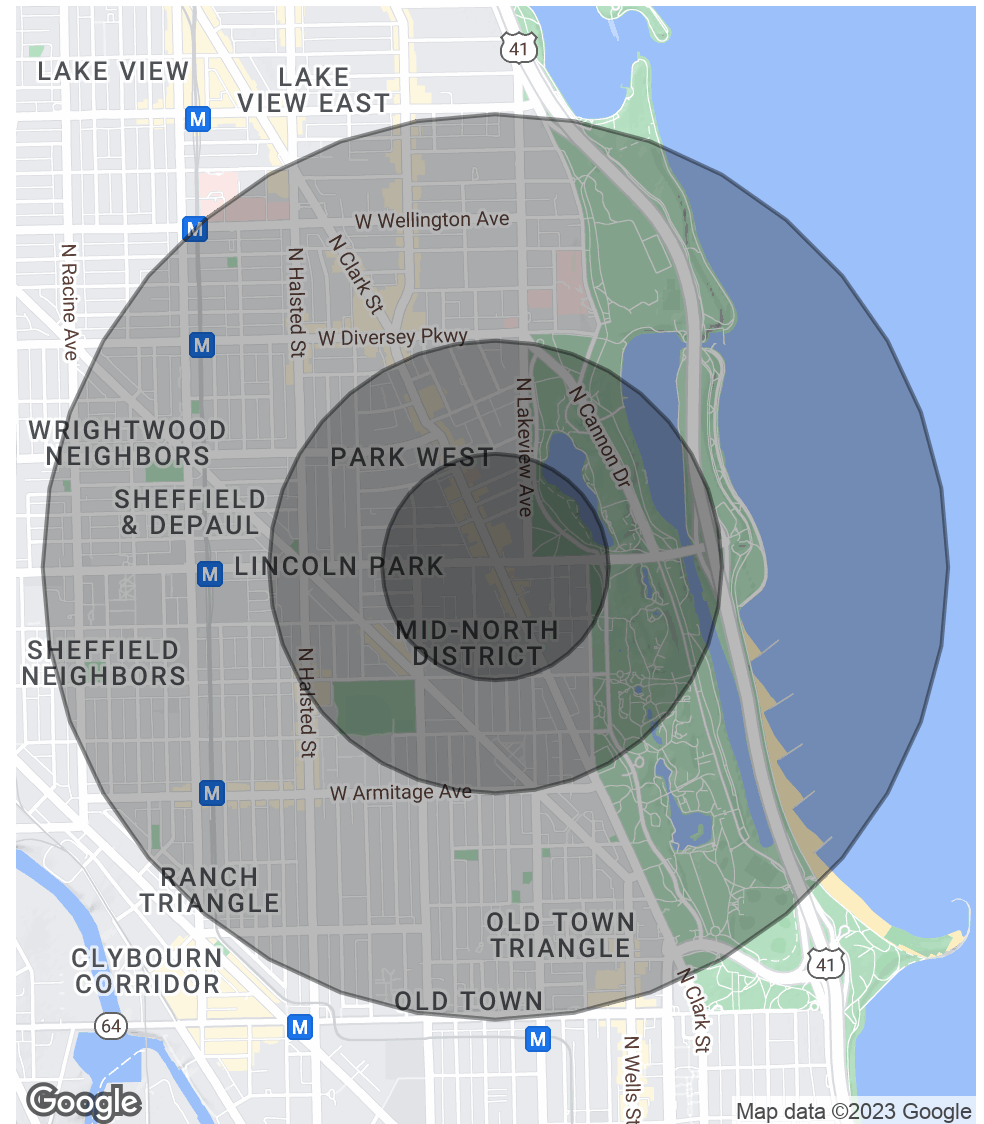 41
LAKE VIEW
LAKE
VIEW EAST
M
W Wellington Ave
M
N Racine Ave
N Halsted St
N Clark St
W Diversey Pkwy
M
N Lakeview Ave
N Cannon Dr
WRIGHTWOOD
NEIGHBORS
PARK WEST
SHEFFIELD
& DEPAUL
M
LINCOLN PARK
MID-NORTH
DISTRICT
SHEFFIELD
NEIGHBORS
N Halsted St
M
W Armitage Ave
RANCH
TRIANGLE
OLD TOWN
TRIANGLE
CLYBOURN
CORRIDOR
41
OLD TOWN
N Clark St
64
M
M
N Wells St
Google
Map data ©2023 Google